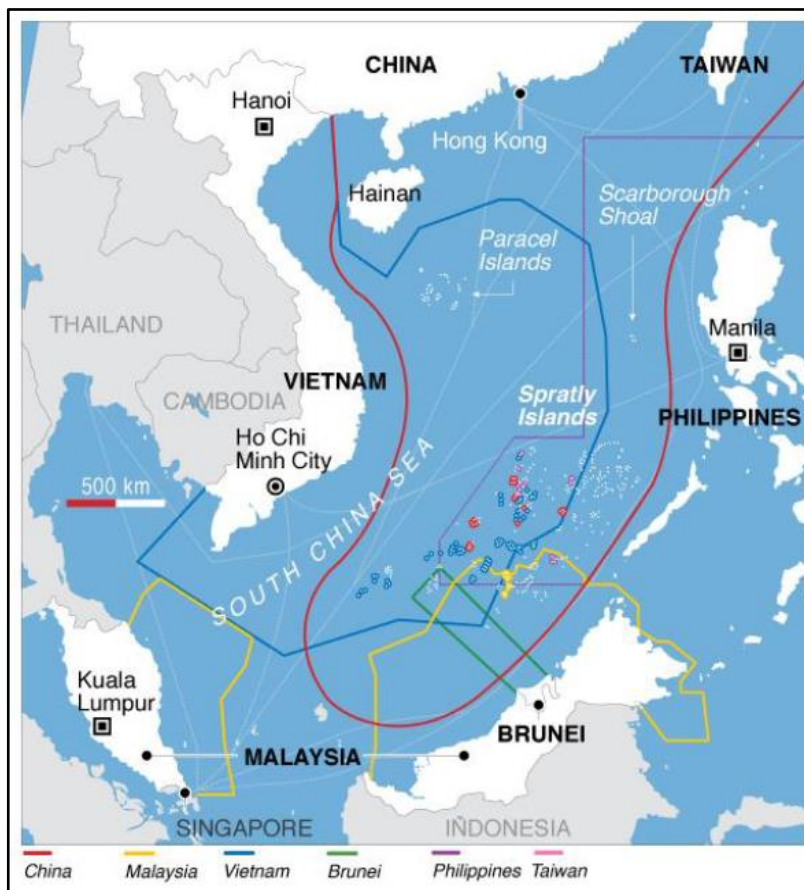 CHINA
TAIWAN
Hanoi
Hong Kong
Hainan
Scarborough
Shoal
Paracel
Islands
THAILAND
Manila
VIETNAM
CAMBODIA
Spratly
Islands
PHILIPPINES
Ho Chi
Minh City
500 km
SOUTH CHINA SEA
Kuala
Lumpur
BRUNEI
MALAYSIA
SINGAPORE
INDONESIA
China
Malaysia
Vietnam
Brunei
Philippines
Taiwan